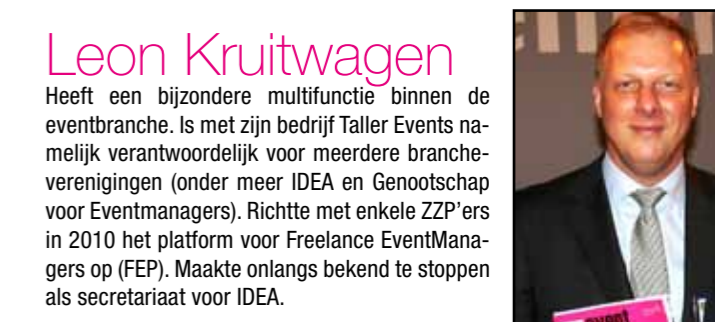 Leon Kruitwagen
Heeft een bijzondere multifunctie binnen de
eventbranche. Is met zijn bedrijf Taller Events na-
melijk verantwoordelijk voor meerdere branche-
verenigingen (onder meer IDEA en Genootschap
voor Eventmanagers). Richtte met enkele ZZP'ers
in 2010 het platform voor Freelance EventMana-
gers op (FEP). Maakte onlangs bekend te stoppen
als secretariaat voor IDEA.
event